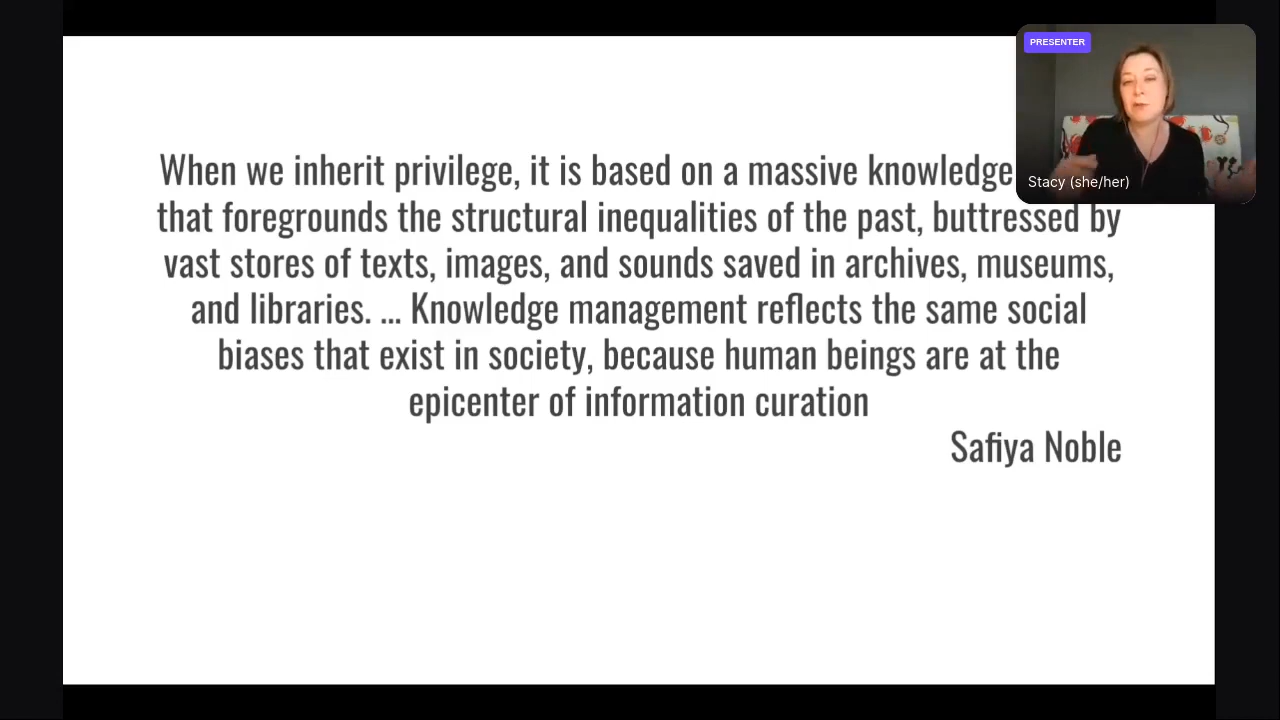 PRESENTER
Stacy (she/her)
When we inherit privilege, it is based on a massive knowledge
that foregrounds the structural inequalities of the past, buttressed by
vast stores of texts, images, and sounds saved in archives, museums,
and libraries. ... Knowledge management reflects the same social
biases that exist in society, because human beings are at the
epicenter of information curation
Safiya Noble